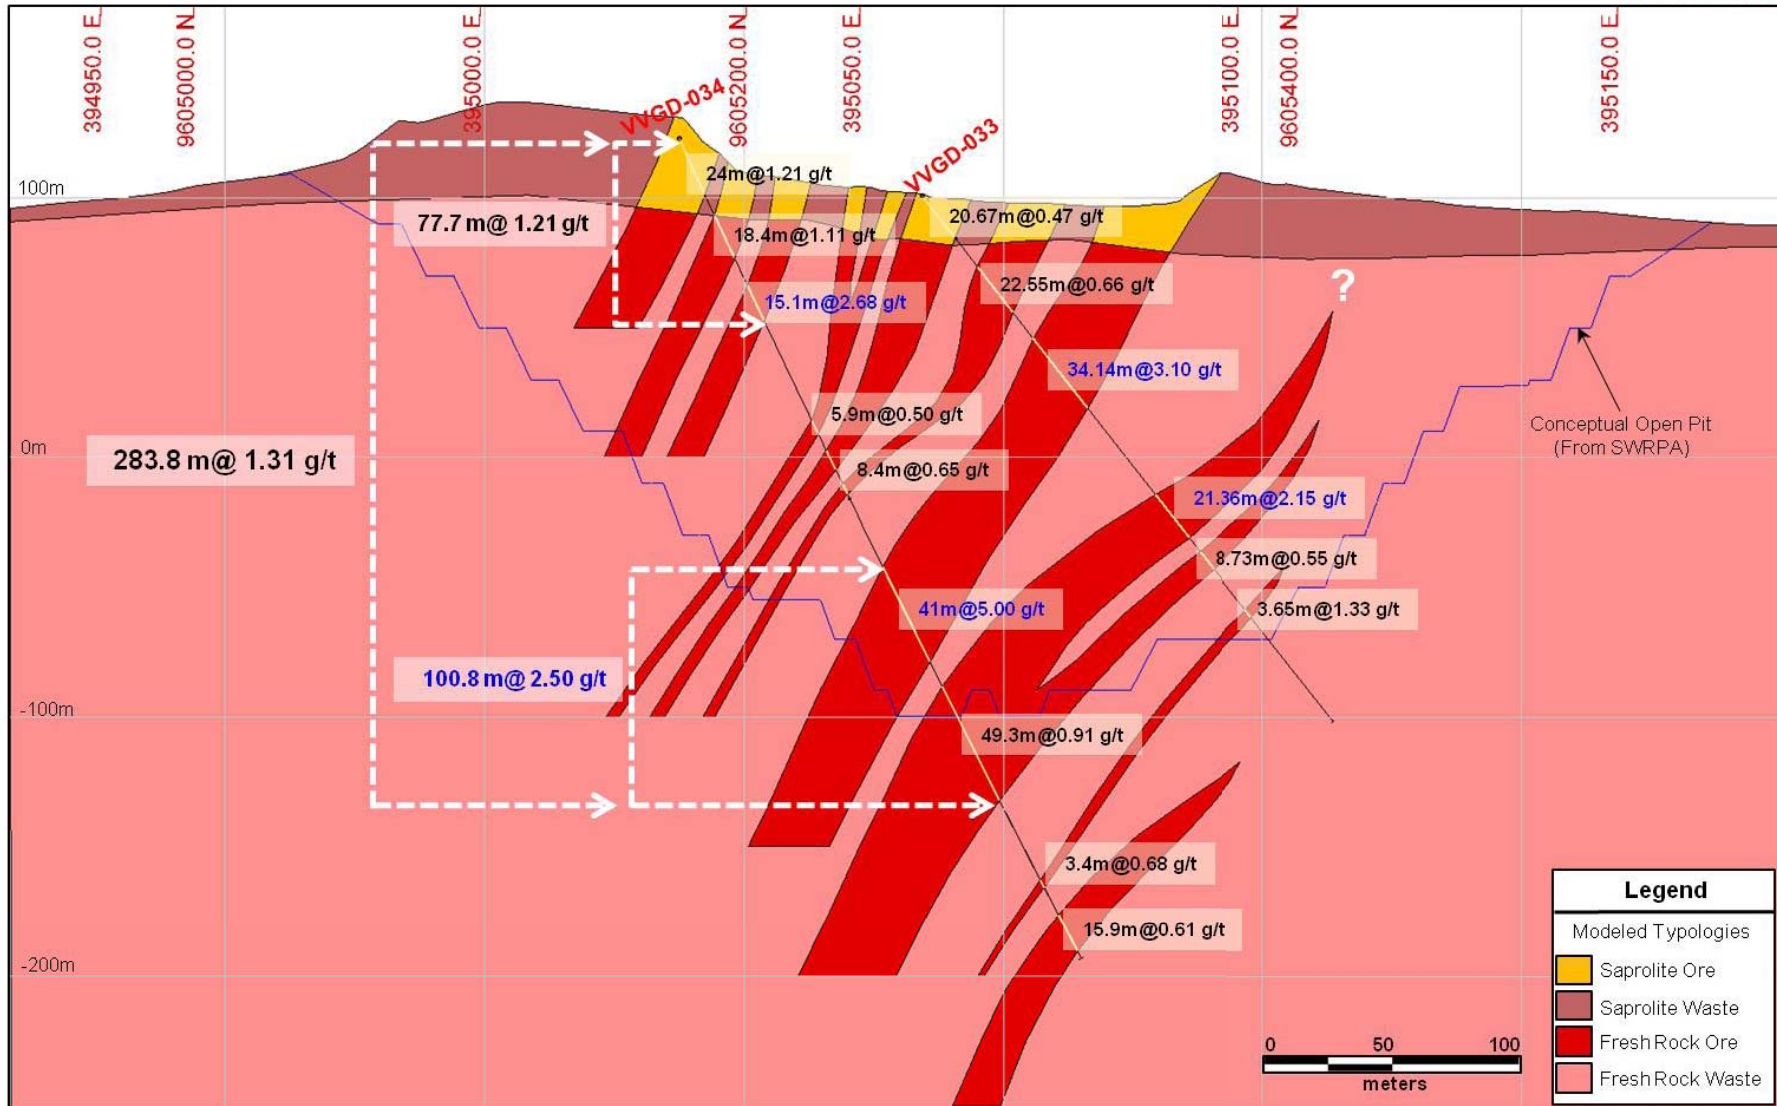 394950.0 E
9605000.0 N
395000.0 E
9605200.0 N
395050.0 E
395100.0 E
9605400.0 N
395150.0 E
VVGD-034
VVGD-033
24m@1.21 g/t
100m
77.7 m@ 1.21 g/t
20.67m@0.47 g/t
18.4m@1.11 g/t
22.55m@0.66 g/t
?
15.1m@2.68 g/t
34.14m@3.10 g/t
5.9m@0.50 g/t
Conceptual Open Pit
(From SWRPA)
0m
283.8 m@ 1.31 g/t
8.4m@0.65 g/t
21.36m@2.15 g/t
8.73m@0.55 g/t
41m@5.00 g/t
3.65m@1.33 g/t
100.8 m@ 2.50 g/t
-100m
49.3m@0.91 g/t
3.4m@0.68 g/t
15.9m@0.61 g/t
-200m
Legend
Modeled Typologies
Saprolite Ore
Saprolite Waste
Fresh Rock Ore
Fresh Rock Waste
0 50 100
meters